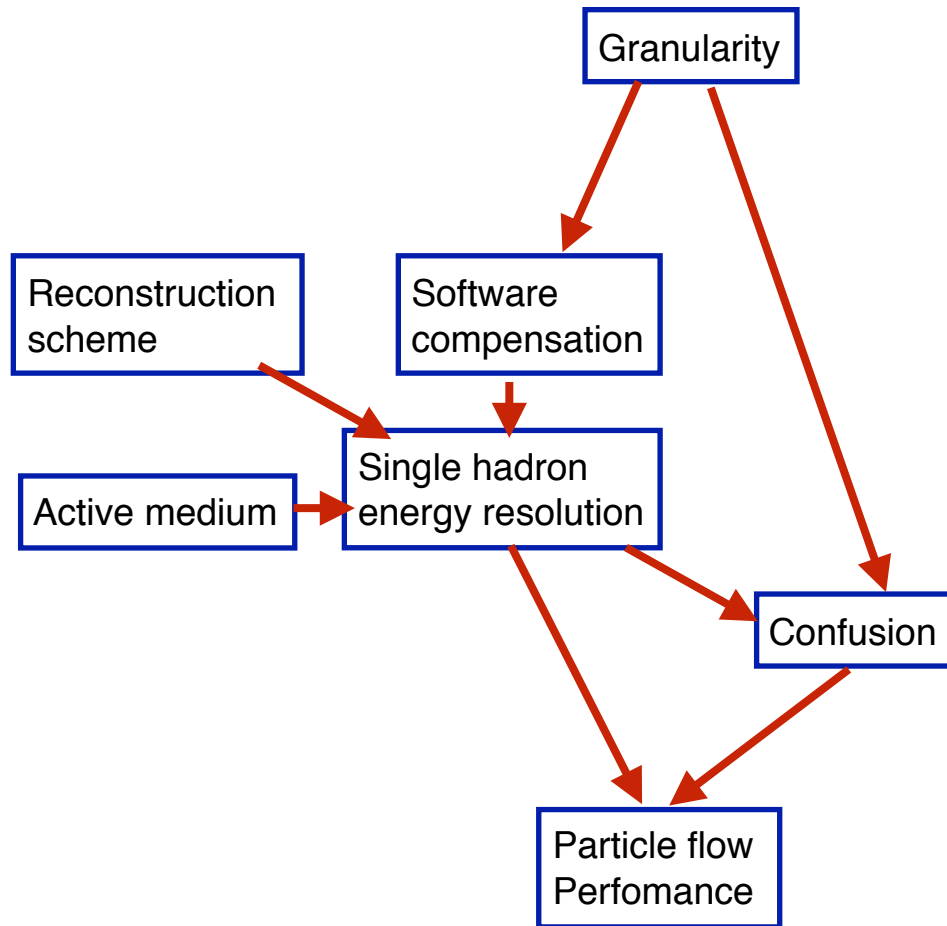 Granularity
Reconstruction
scheme
Software
compensation
Single hadron
energy resolution
Active medium
Confusion
Particle flow
Perfomance